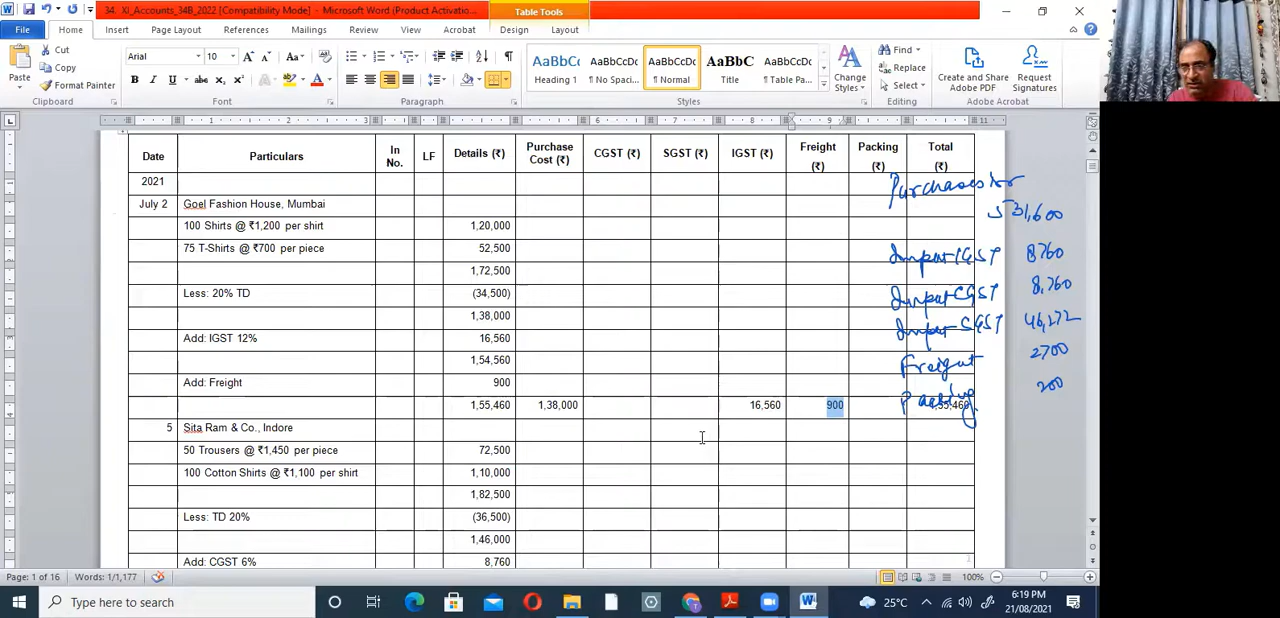 34. XI_Accounts_34B_2022 [Compatibility Mode] - Microsoft Word (Product Activatio...
Table Tools
File Home Insert Page Layout References Mailings Review View Acrobat Design Layout
Paste
Cut
Copy
Format Painter
Clipboard
Arial 10
Font
Paragraph
AaBbCc Heading 1
AaBbCcDc ¶ No Spaci...
AaBbCcDc ¶ Normal
AaBbC Title
AaBbCcDc ¶ Table Pa...
Styles
Change Styles
Find
Replace
Select
Editing
Create and Share Adobe PDF
Request Signatures
Adobe Acrobat
Date Particulars In No. LF Details (₹) Purchase Cost (₹) CGST (₹) SGST (₹) IGST (₹) Freight (₹) Packing (₹) Total (₹)
2021
Purchases
July 2 Goel Fashion House, Mumbai
31,600
100 Shirts @ ₹1,200 per shirt 1,20,000
75 T-Shirts @ ₹700 per piece 52,500
Input IGST 8760
1,72,500
Less: 20% TD (34,500)
Input CGST 8,760
1,38,000
Input SGST 46,272
Add: IGST 12% 16,560
1,54,560
Freight 2700
Add: Freight 900
Packing 200
1,55,460 1,38,000 16,560 900 1,55,460
5 Sita Ram & Co., Indore
50 Trousers @ ₹1,450 per piece 72,500
100 Cotton Shirts @ ₹1,100 per shirt 1,10,000
1,82,500
Less: TD 20% (36,500)
1,46,000
Add: CGST 6% 8,760
Page: 1 of 16 Words: 1/1,177 100%
Type here to search
25°C
6:19 PM
21/08/2021